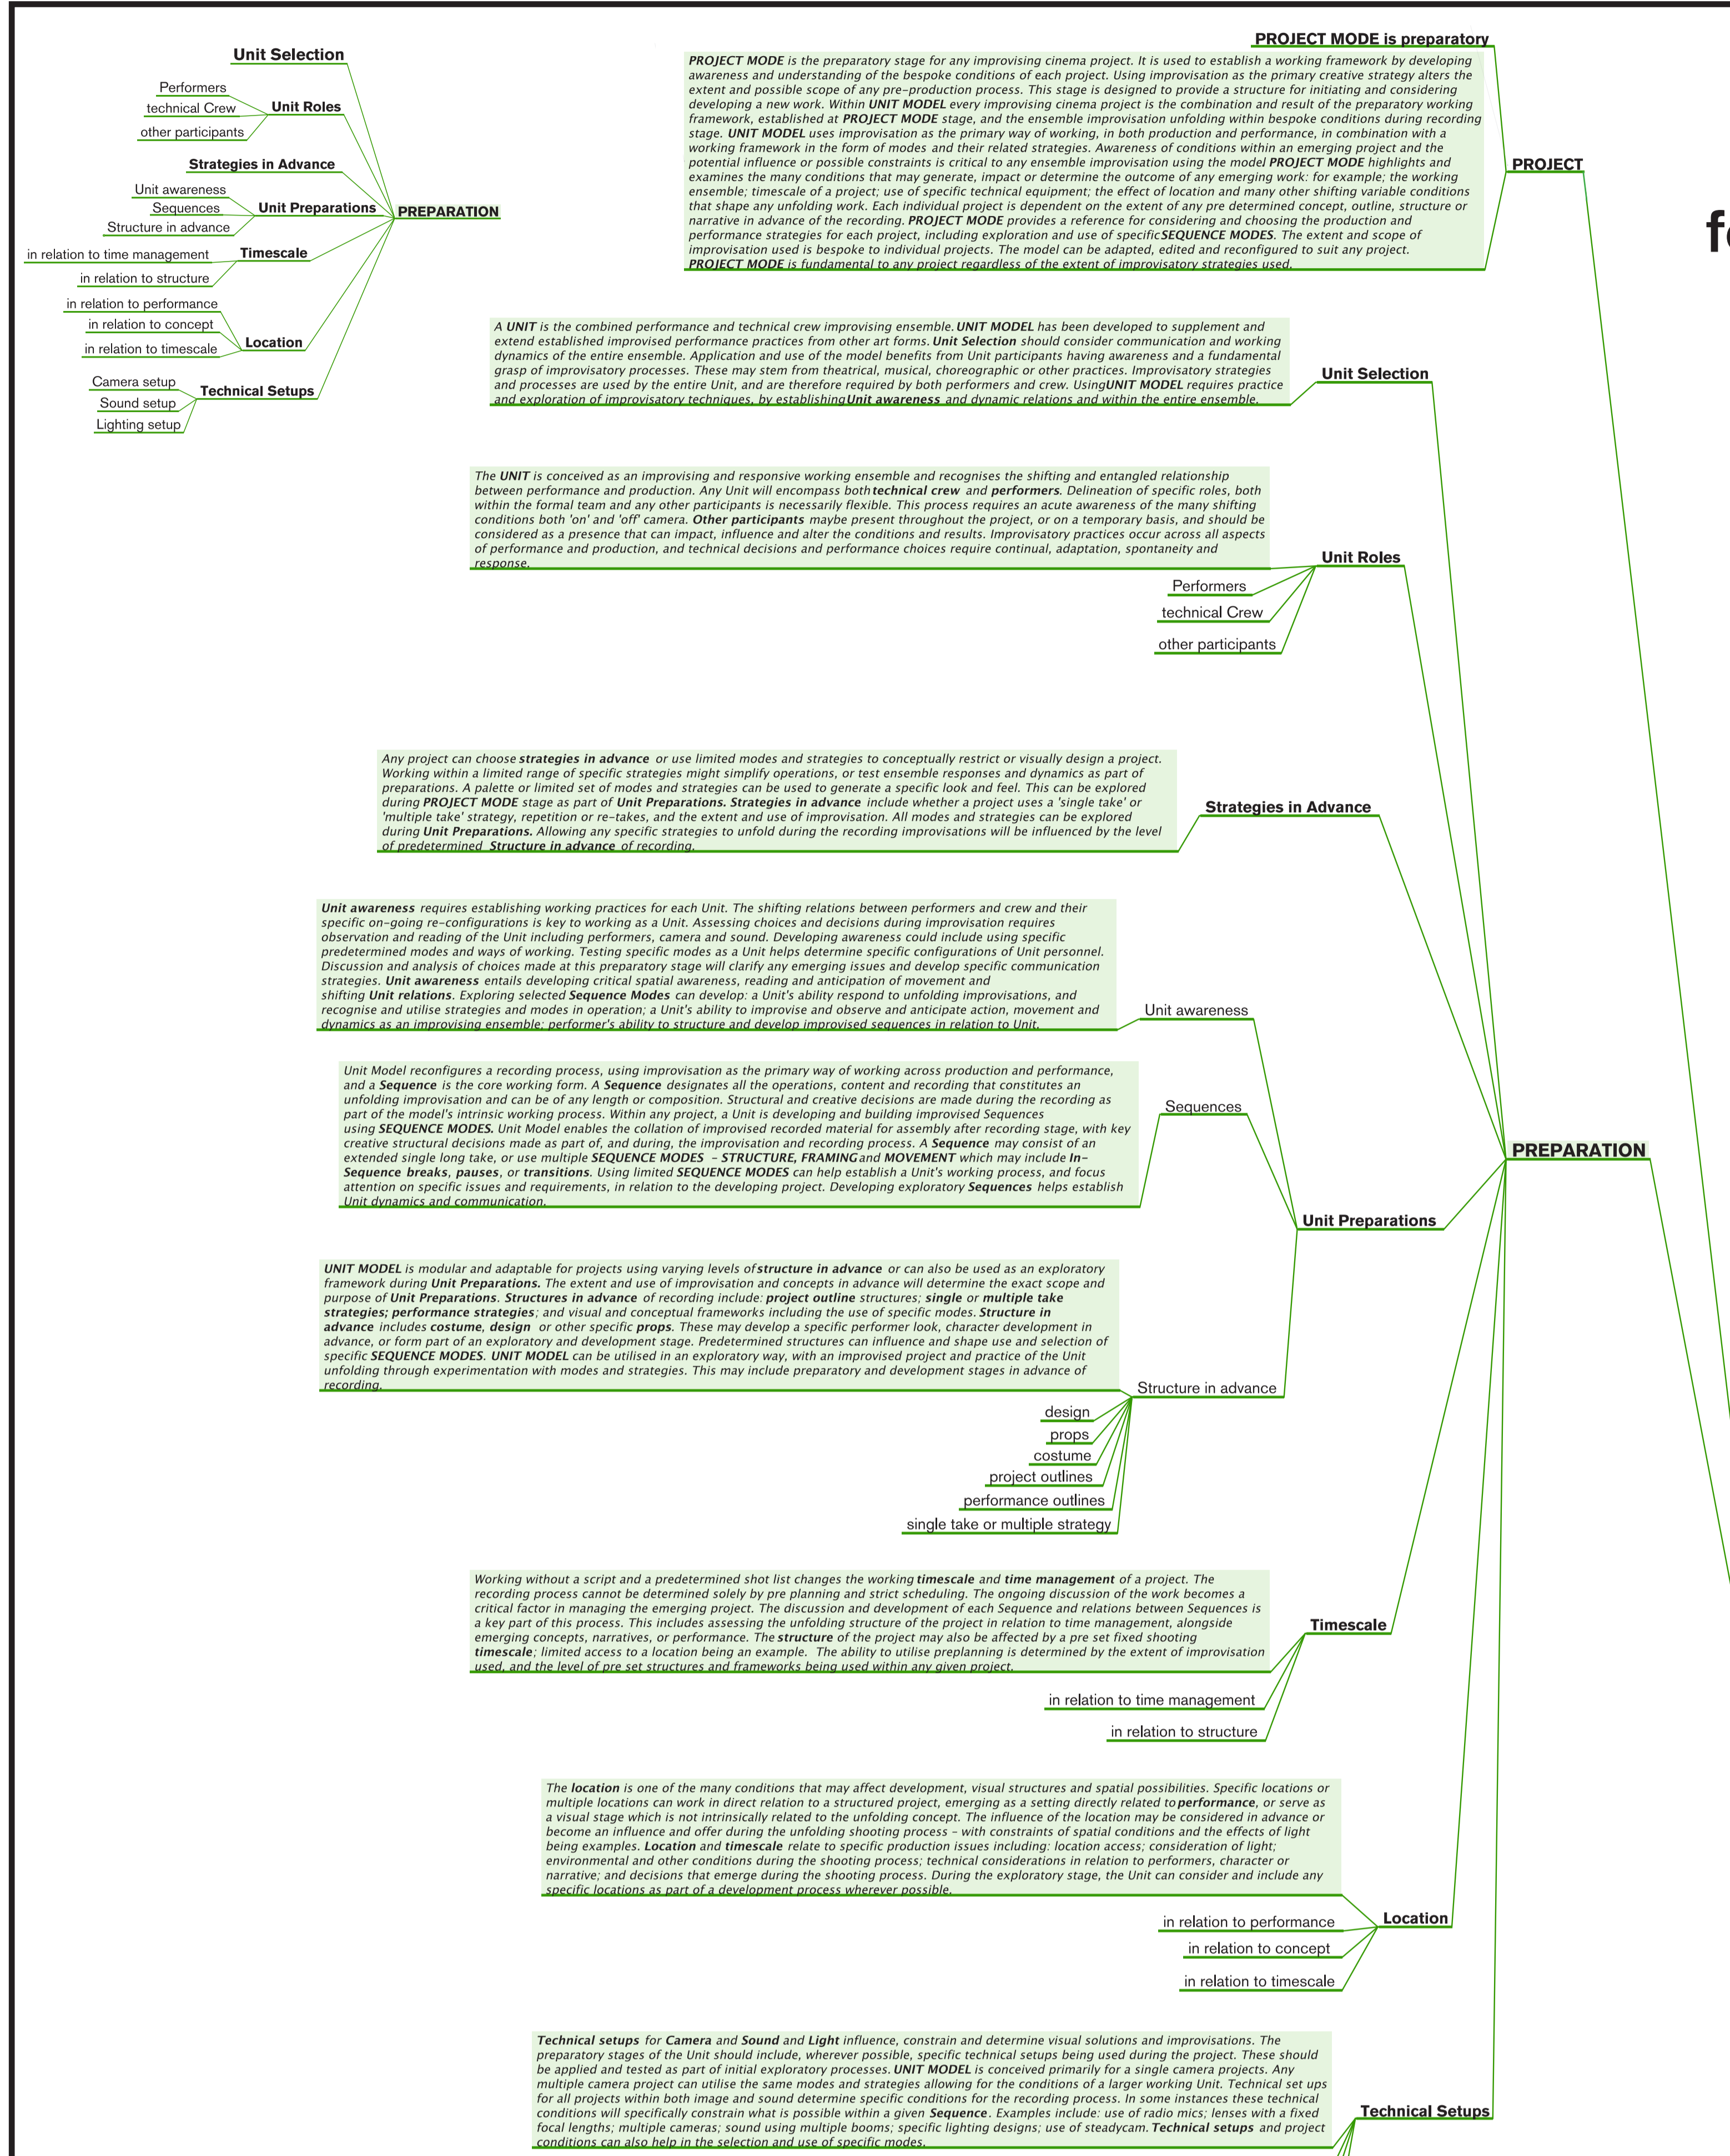 Unit Selection
Performers
technical Crew
other participants
Unit Roles
Strategies in Advance
Unit awareness
Sequences
Structure in advance
Unit Preparations
in relation to time management
in relation to structure
Timescale
in relation to performance
in relation to concept
in relation to timescale
Location
Camera setup
Sound setup
Lighting setup
Technical Setups
PREPARATION
PROJECT MODE is preparatory
PROJECT MODE is the preparatory stage for any improvising cinema project. It is used to establish a working framework by developing
awareness and understanding of the bespoke conditions of each project. Using improvisation as the primary creative strategy alters the
extent and possible scope of any pre-production process. This stage is designed to provide a structure for initiating and considering
developing a new work. Within UNIT MODEL every improvising cinema project is the combination and result of the preparatory working
framework, established at PROJECT MODE stage, and the ensemble improvisation unfolding within bespoke conditions during recording
stage. UNIT MODEL uses improvisation as the primary way of working, in both production and performance, in combination with a
working framework in the form of modes and their related strategies. Awareness of conditions within an emerging project and the
potential influence or possible constraints is critical to any ensemble improvisation using the model PROJECT MODE highlights and
examines the many conditions that may generate, impact or determine the outcome of any emerging work: for example; the working
ensemble; timescale of a project; use of specific technical equipment; the effect of location and many other shifting variable conditions
that shape any unfolding work. Each individual project is dependent on the extent of any pre determined concept, outline, structure or
narrative in advance of the recording. PROJECT MODE provides a reference for considering and choosing the production and
performance strategies for each project, including exploration and use of specific SEQUENCE MODES. The extent and scope of
improvisation used is bespoke to individual projects. The model can be adapted, edited and reconfigured to suit any project.
PROJECT MODE is fundamental to any project regardless of the extent of improvisatory strategies used.
PROJECT
A UNIT is the combined performance and technical crew improvising ensemble. UNIT MODEL has been developed to supplement and
extend established improvised performance practices from other art forms. Unit Selection should consider communication and working
dynamics of the entire ensemble. Application and use of the model benefits from Unit participants having awareness and a fundamental
grasp of improvisatory processes. These may stem from theatrical, musical, choreographic or other practices. Improvisatory strategies
and processes are used by the entire Unit, and are therefore required by both performers and crew. Using UNIT MODEL requires practice
and exploration of improvisatory techniques, by establishing Unit awareness and dynamic relations and within the entire ensemble.
Unit Selection
The UNIT is conceived as an improvising and responsive working ensemble and recognises the shifting and entangled relationship
between performance and production. Any Unit will encompass both technical crew and performers. Delineation of specific roles, both
within the formal team and any other participants is necessarily flexible. This process requires an acute awareness of the many shifting
conditions both 'on' and 'off' camera. Other participants maybe present throughout the project, or on a temporary basis, and should be
considered as a presence that can impact, influence and alter the conditions and results. Improvisatory practices occur across all aspects
of performance and production, and technical decisions and performance choices require continual, adaptation, spontaneity and
response.
Unit Roles
Performers
technical Crew
other participants
Any project can choose strategies in advance or use limited modes and strategies to conceptually restrict or visually design a project.
Working within a limited range of specific strategies might simplify operations, or test ensemble responses and dynamics as part of
preparations. A palette or limited set of modes and strategies can be used to generate a specific look and feel. This can be explored
during PROJECT MODE stage as part of Unit Preparations. Strategies in advance include whether a project uses a 'single take' or
'multiple take' strategy, repetition or re-takes, and the extent and use of improvisation. All modes and strategies can be explored
during Unit Preparations. Allowing any specific strategies to unfold during the recording improvisations will be influenced by the level
of predetermined Structure in advance of recording.
Strategies in Advance
Unit awareness requires establishing working practices for each Unit. The shifting relations between performers and crew and their
specific on-going re-configurations is key to working as a Unit. Assessing choices and decisions during improvisation requires
observation and reading of the Unit including performers, camera and sound. Developing awareness could include using specific
predetermined modes and ways of working. Testing specific modes as a Unit helps determine specific configurations of Unit personnel.
Discussion and analysis of choices made at this preparatory stage will clarify any emerging issues and develop specific communication
strategies. Unit awareness entails developing critical spatial awareness, reading and anticipation of movement and
shifting Unit relations. Exploring selected Sequence Modes can develop: a Unit's ability respond to unfolding improvisations, and
recognise and utilise strategies and modes in operation; a Unit's ability to improvise and observe and anticipate action, movement and
dynamics as an improvising ensemble; performer's ability to structure and develop improvised sequences in relation to Unit.
Unit awareness
Unit Model reconfigures a recording process, using improvisation as the primary way of working across production and performance,
and a Sequence is the core working form. A Sequence designates all the operations, content and recording that constitutes an
unfolding improvisation and can be of any length or composition. Structural and creative decisions are made during the recording as
part of the model's intrinsic working process. Within any project, a Unit is developing and building improvised Sequences
using SEQUENCE MODES. Unit Model enables the collation of improvised recorded material for assembly after recording stage, with key
creative structural decisions made as part of, and during, the improvisation and recording process. A Sequence may consist of an
extended single long take, or use multiple SEQUENCE MODES – STRUCTURE, FRAMING and MOVEMENT which may include In-
Sequence breaks, pauses, or transitions. Using limited SEQUENCE MODES can help establish a Unit's working process, and focus
attention on specific issues and requirements, in relation to the developing project. Developing exploratory Sequences helps establish
Unit dynamics and communication.
Sequences
PREPARATION
Unit Preparations
UNIT MODEL is modular and adaptable for projects using varying levels of structure in advance or can also be used as an exploratory
framework during Unit Preparations. The extent and use of improvisation and concepts in advance will determine the exact scope and
purpose of Unit Preparations. Structures in advance of recording include: project outline structures; single or multiple take
strategies; performance strategies; and visual and conceptual frameworks including the use of specific modes. Structure in
advance includes costume, design or other specific props. These may develop a specific performer look, character development in
advance, or form part of an exploratory and development stage. Predetermined structures can influence and shape use and selection of
specific SEQUENCE MODES. UNIT MODEL can be utilised in an exploratory way, with an improvised project and practice of the Unit
unfolding through experimentation with modes and strategies. This may include preparatory and development stages in advance of
recording.
Structure in advance
design
props
costume
project outlines
performance outlines
single take or multiple strategy
Working without a script and a predetermined shot list changes the working timescale and time management of a project. The
recording process cannot be determined solely by pre planning and strict scheduling. The ongoing discussion of the work becomes a
critical factor in managing the emerging project. The discussion and development of each Sequence and relations between Sequences is
a key part of this process. This includes assessing the unfolding structure of the project in relation to time management, alongside
emerging concepts, narratives, or performance. The structure of the project may also be affected by a pre set fixed shooting
timescale; limited access to a location being an example. The ability to utilise preplanning is determined by the extent of improvisation
used, and the level of pre set structures and frameworks being used within any given project.
Timescale
in relation to time management
in relation to structure
The location is one of the many conditions that may affect development, visual structures and spatial possibilities. Specific locations or
multiple locations can work in direct relation to a structured project, emerging as a setting directly related to performance, or serve as
a visual stage which is not intrinsically related to the unfolding concept. The influence of the location may be considered in advance or
become an influence and offer during the unfolding shooting process – with constraints of spatial conditions and the effects of light
being examples. Location and timescale relate to specific production issues including: location access; consideration of light;
environmental and other conditions during the shooting process; technical considerations in relation to performers, character or
narrative; and decisions that emerge during the shooting process. During the exploratory stage, the Unit can consider and include any
specific locations as part of a development process wherever possible.
Location
in relation to performance
in relation to concept
in relation to timescale
Technical setups for Camera and Sound and Light influence, constrain and determine visual solutions and improvisations. The
preparatory stages of the Unit should include, wherever possible, specific technical setups being used during the project. These should
be applied and tested as part of initial exploratory processes. UNIT MODEL is conceived primarily for a single camera projects. Any
multiple camera project can utilise the same modes and strategies allowing for the conditions of a larger working Unit. Technical set ups
for all projects within both image and sound determine specific conditions for the recording process. In some instances these technical
conditions will specifically constrain what is possible within a given Sequence. Examples include: use of radio mics; lenses with a fixed
focal lengths; multiple cameras; sound using multiple booms; specific lighting designs; use of steadycam. Technical setups and project
conditions can also help in the selection and use of specific modes.
Technical Setups